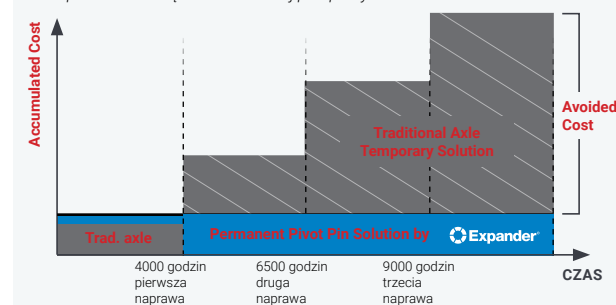 Accumulated Cost
Avoided
Cost
Traditional Axle
Temporary Solution
Trad. axle
Permanent Pivot Pin Solution by Expander®
4000 godzin
pierwsza
naprawa
6500 godzin
druga
naprawa
9000 godzin
trzecia
naprawa
CZAS